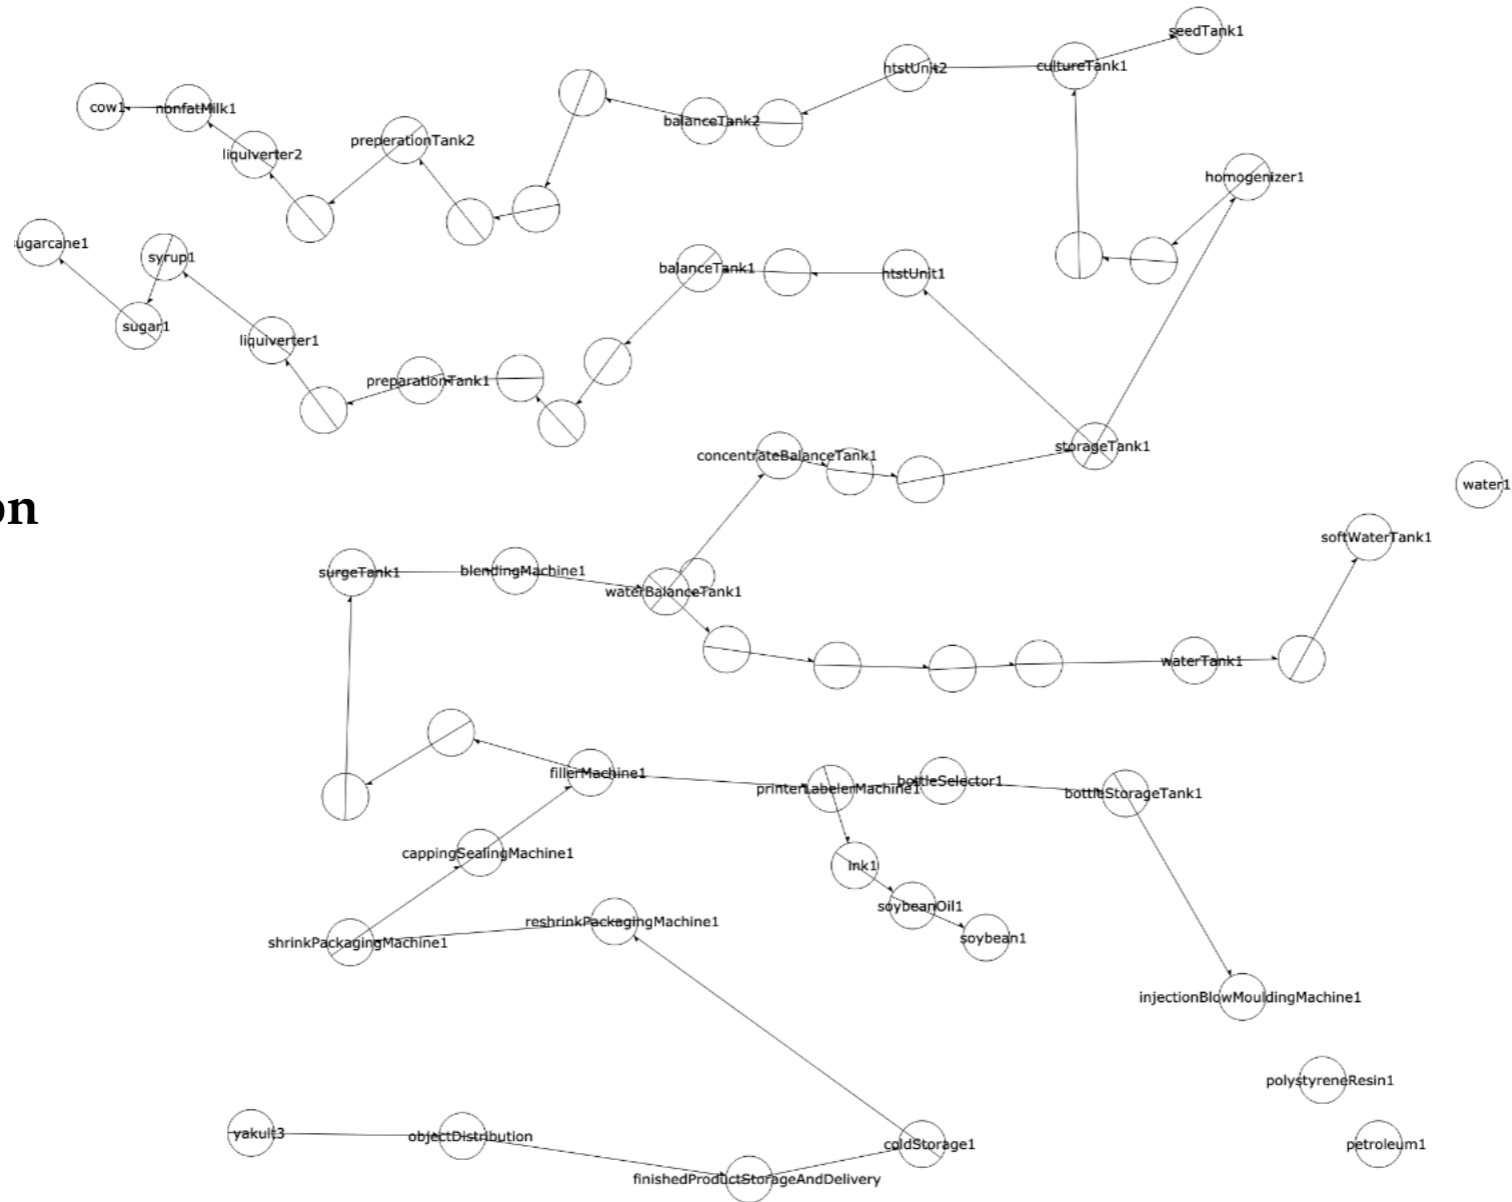 seedTank1
htstUnit2
cultureTank1
cow1
nonfatMilk1
balanceTank2
preperationTank2
liquiverter2
homogenizer1
ugarcane1
syrup1
balanceTank1
htstUnit1
sugar1
liquiverter1
preparationTank1
concentrateBalanceTank1
storageTank1
water1
on
softWaterTank1
surgeTank1
blendingMachine1
waterBalanceTank1
waterTank1
fillerMachine1
printerLabelerMachine1
bottleSelector1
bottleStorageTank1
cappingSealingMachine1
ink1
soybeanOil1
reshrinkPackagingMachine1
shrinkPackagingMachine1
soybean1
injectionBlowMouldingMachine1
polystyreneResin1
yakult3
objectDistribution
coldStorage1
petroleum1
finishedProductStorageAndDelivery